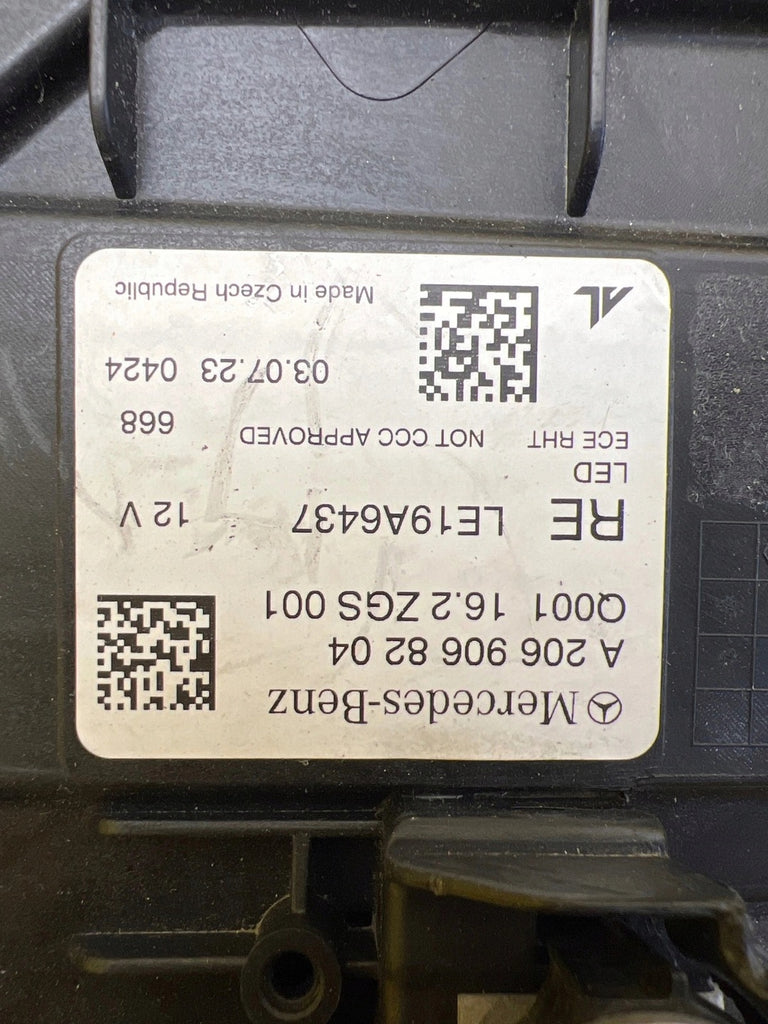 Mercedes-Benz
A 206 906 82 04
Q001 16.2 ZGS 001
RE LE19A6437 12 V
LED
ECE RHT NOT CCC APPROVED 668
03.07.23 0424
AL Made in Czech Republic